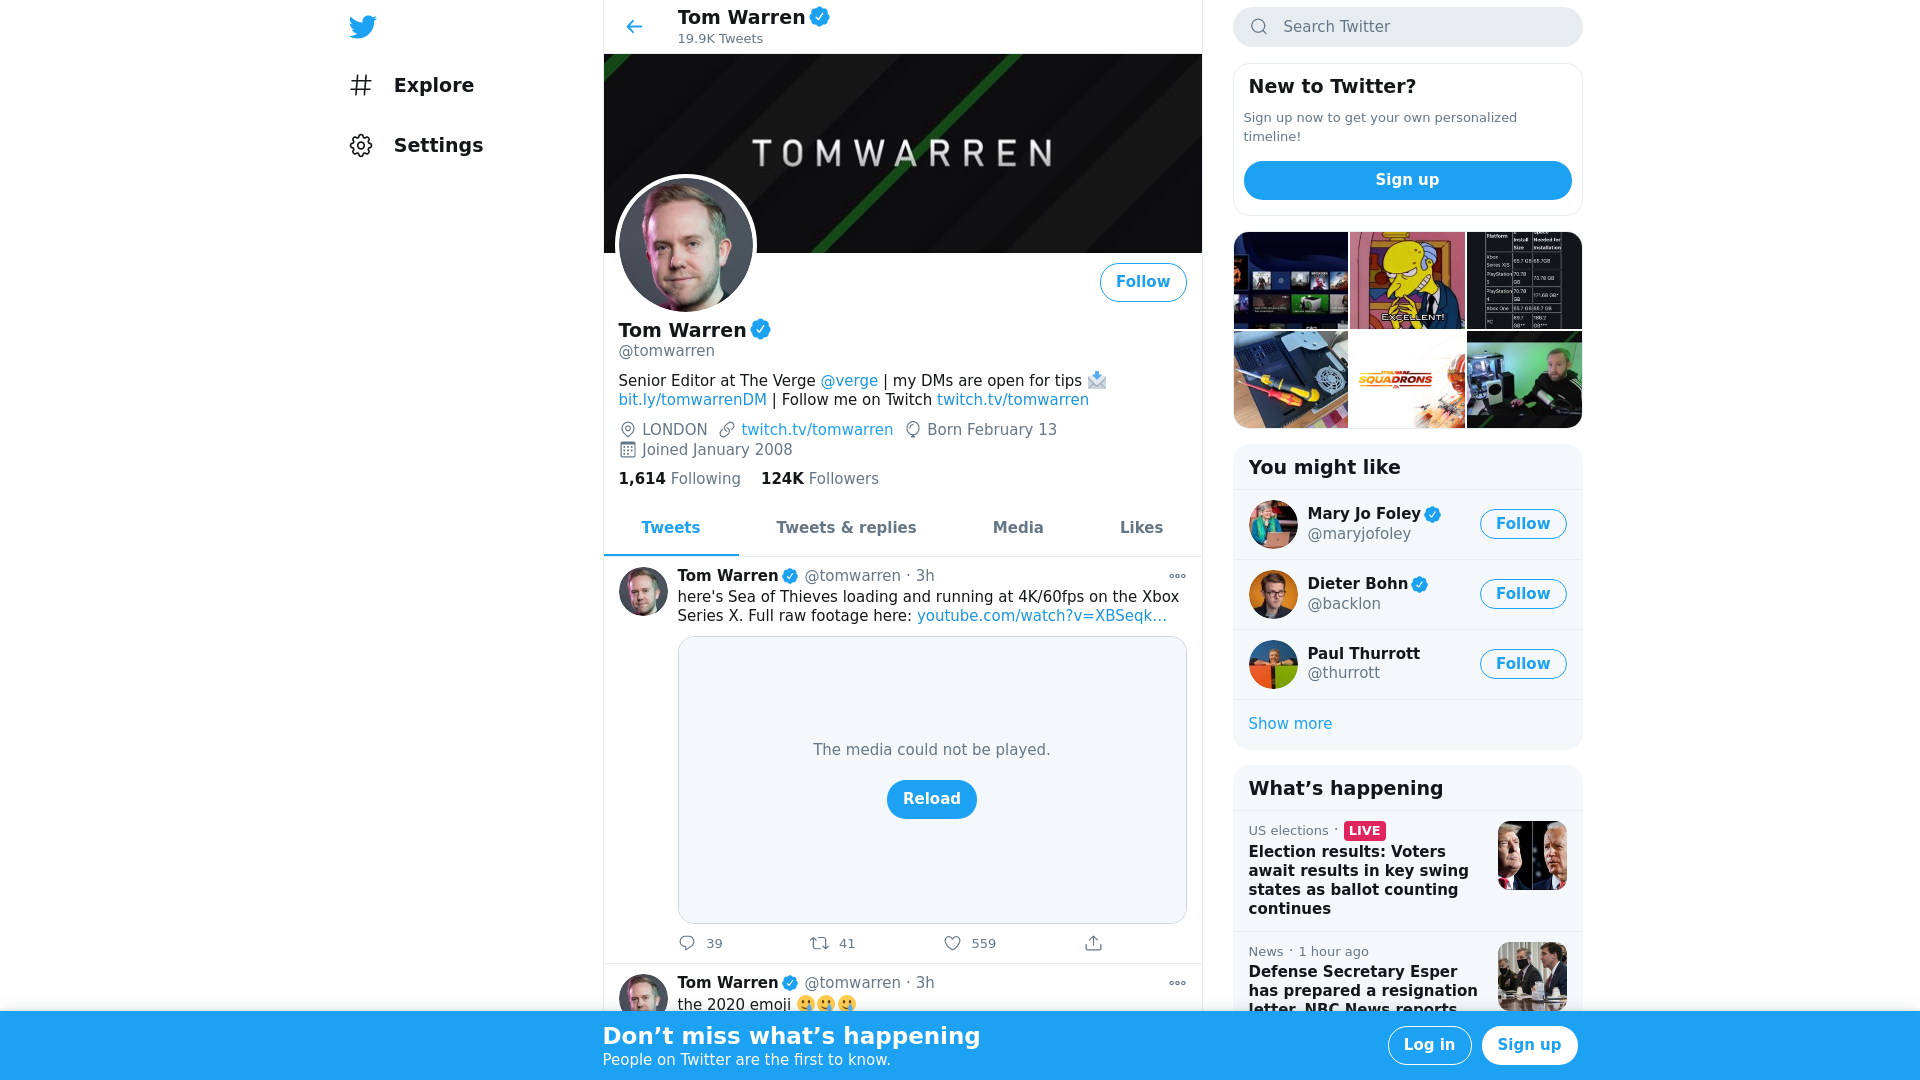 Explore
Settings
Tom Warren
19.9K Tweets
TOMWARREN
Follow
Tom Warren
@tomwarren
Senior Editor at The Verge @verge | my DMs are open for tips
bit.ly/tomwarrenDM | Follow me on Twitch twitch.tv/tomwarren
LONDON twitch.tv/tomwarren Born February 13
Joined January 2008
1,614 Following 124K Followers
Tweets Tweets & replies Media Likes
Tom Warren @tomwarren · 3h
here's Sea of Thieves loading and running at 4K/60fps on the Xbox
Series X. Full raw footage here: youtube.com/watch?v=XBSeqk…
The media could not be played.
Reload
39 41 559
Tom Warren @tomwarren · 3h
the 2020 emoji
Search Twitter
New to Twitter?
Sign up now to get your own personalized
timeline!
Sign up
EXCELLENT!
STAR WARS
SQUADRONS
You might like
Mary Jo Foley
@maryjofoley
Follow
Dieter Bohn
@backlon
Follow
Paul Thurrott
@thurrott
Follow
Show more
What’s happening
US elections · LIVE
Election results: Voters
await results in key swing
states as ballot counting
continues
News · 1 hour ago
Defense Secretary Esper
has prepared a resignation
letter, NBC News reports
Don’t miss what’s happening
People on Twitter are the first to know.
Log in
Sign up